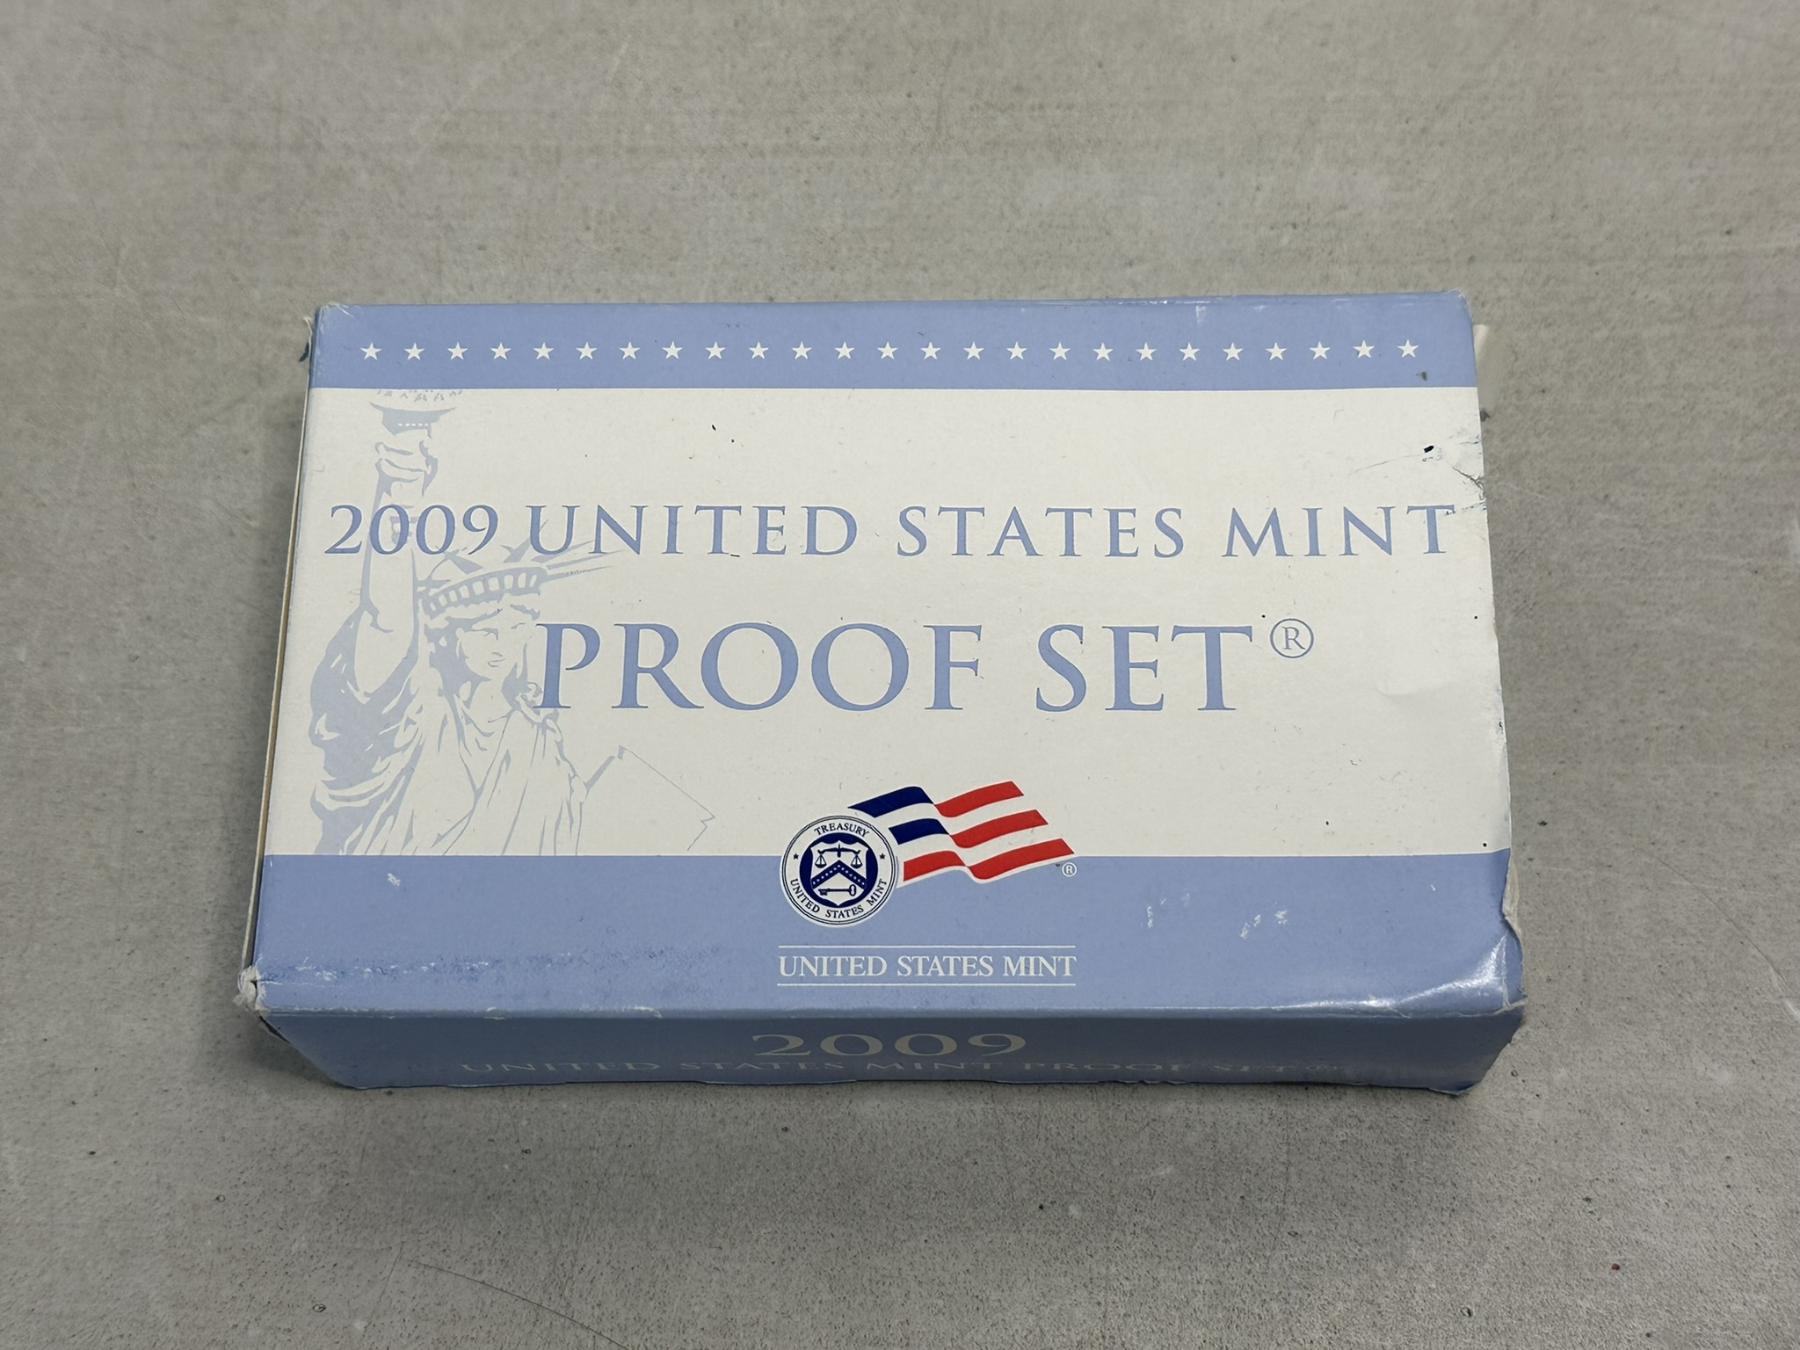 2009 UNITED STATES MINT
PROOF SET®
TREASURY
UNITED STATES MINT
®
UNITED STATES MINT
2009
UNITED STATES MINT PROOF SET®